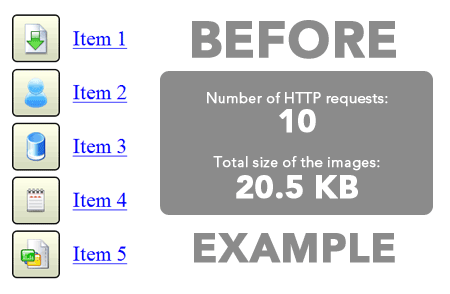 Item 1
Item 2
Item 3
Item 4
Item 5
BEFORE
Number of HTTP requests:
10
Total size of the images:
20.5 KB
EXAMPLE